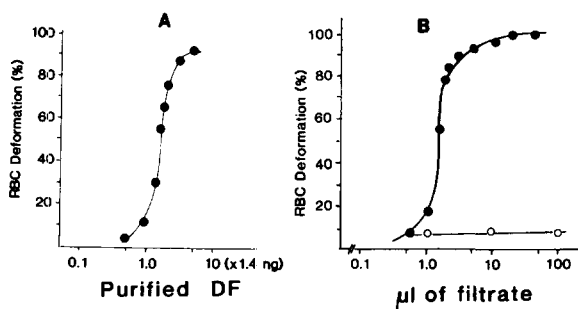 A
RBC Deformation (%)
100
80
60
40
20
0.1
1.0
10 (x1.4 ng)
Purified DF
B
RBC Deformation (%)
100
80
60
40
20
0.1
1.0
10
100
µl of filtrate